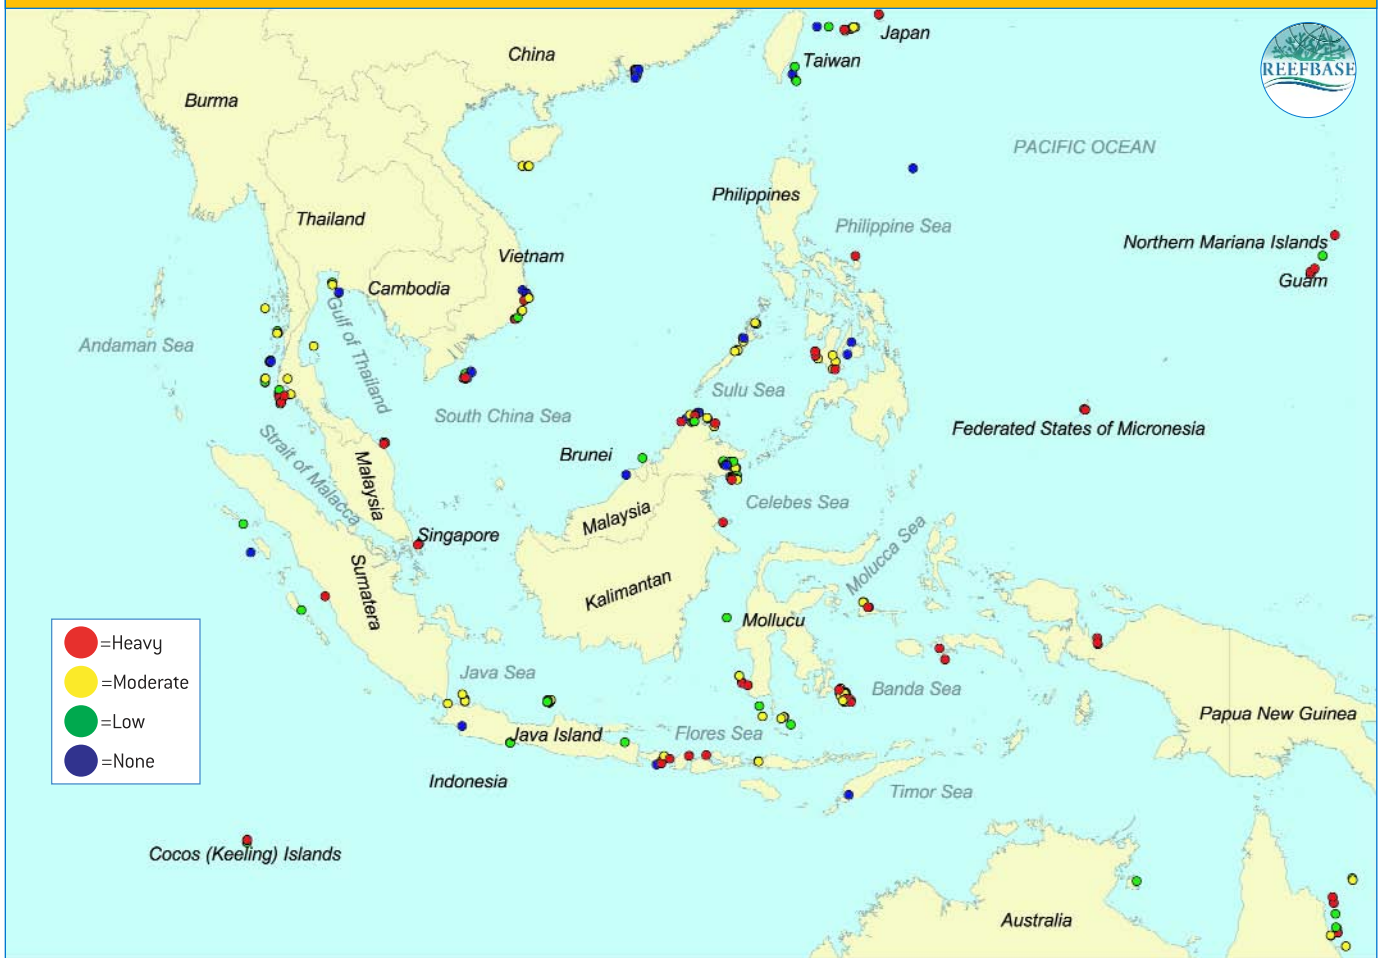 Japan
China
Taiwan
REEFBASE
Burma
PACIFIC OCEAN
Philippines
Thailand
Philippine Sea
Northern Mariana Islands
Vietnam
Guam
Cambodia
Andaman Sea
Gulf of Thailand
Sulu Sea
South China Sea
Federated States of Micronesia
Strait of Malacca
Brunei
Malaysia
Celebes Sea
Malaysia
Singapore
Molucca Sea
Sumatera
Kalimantan
Mollucu
=Heavy
=Moderate
=Low
=None
Java Sea
Banda Sea
Papua New Guinea
Java Island
Flores Sea
Indonesia
Timor Sea
Cocos (Keeling) Islands
Australia